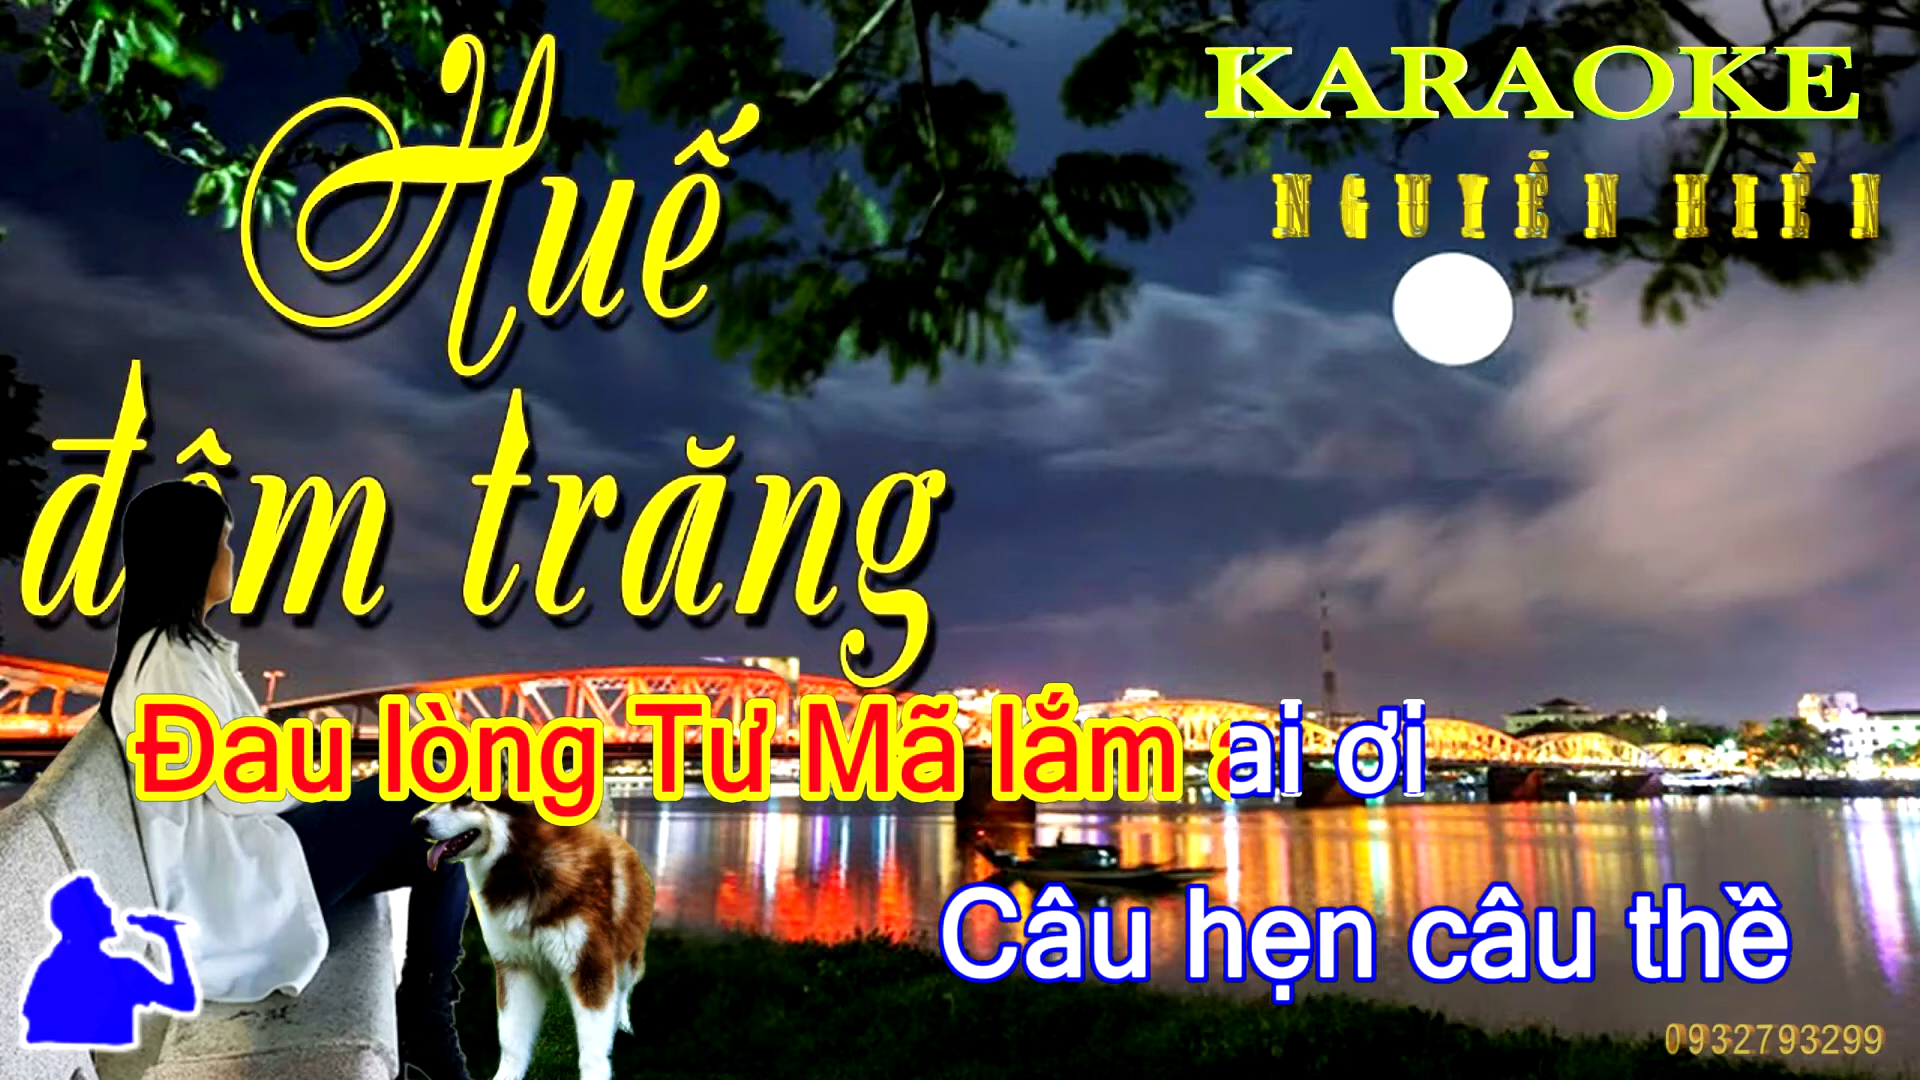 Huế
đêm trăng
KARAOKE
NGUYỄN HIỀN
Đau lòng Tư Mã lắm ai ơi
Câu hẹn câu thề
0932793299